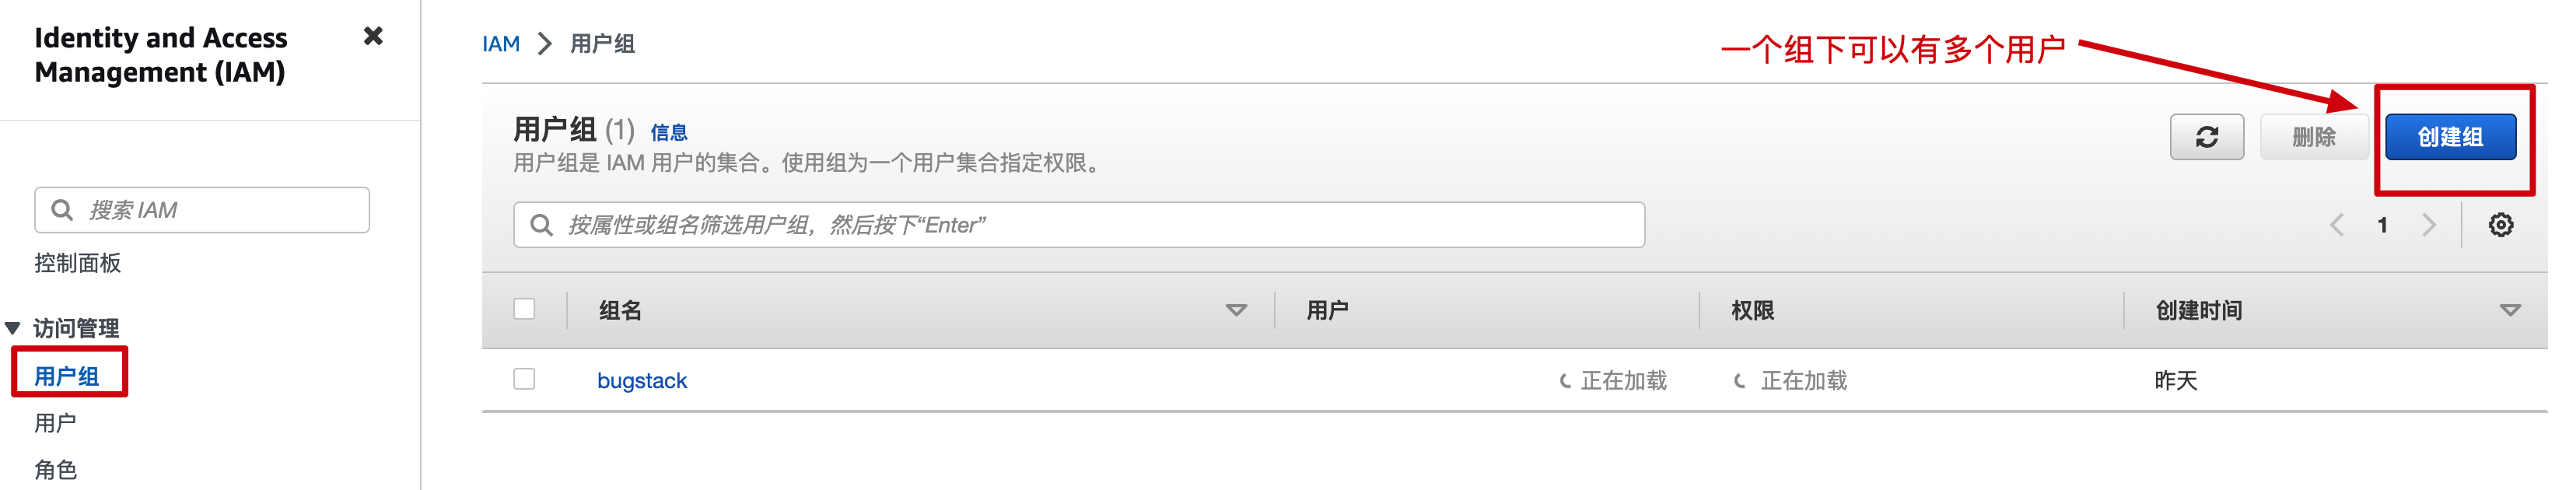 Identity and Access
Management (IAM)
搜索 IAM
控制面板
访问管理
用户组
用户
角色
IAM
用户组
一个组下可以有多个用户
用户组 (1) 信息
用户组是 IAM 用户的集合。使用组为一个用户集合指定权限。
删除
创建组
按属性或组名筛选用户组，然后按下“Enter”
1
组名
用户
权限
创建时间
bugstack
正在加载
正在加载
昨天